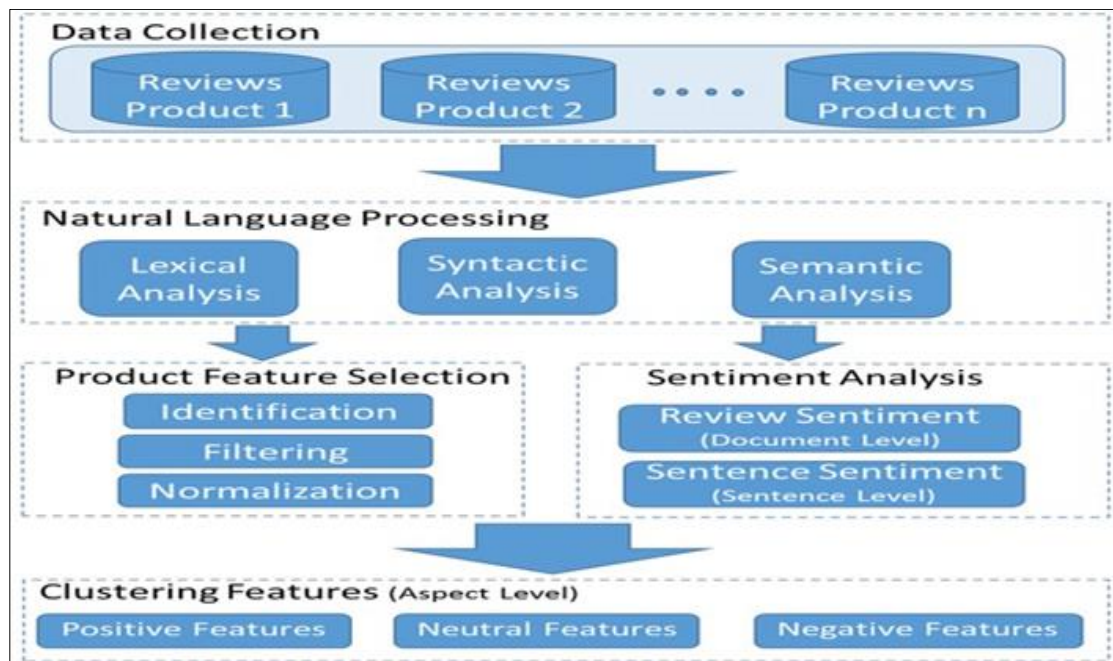 Data Collection
Reviews
Product 1
Reviews
Product 2
Reviews
Product n
Natural Language Processing
Lexical
Analysis
Syntactic
Analysis
Semantic
Analysis
Product Feature Selection
Identification
Filtering
Normalization
Sentiment Analysis
Review Sentiment
(Document Level)
Sentence Sentiment
(Sentence Level)
Clustering Features (Aspect Level)
Positive Features
Neutral Features
Negative Features